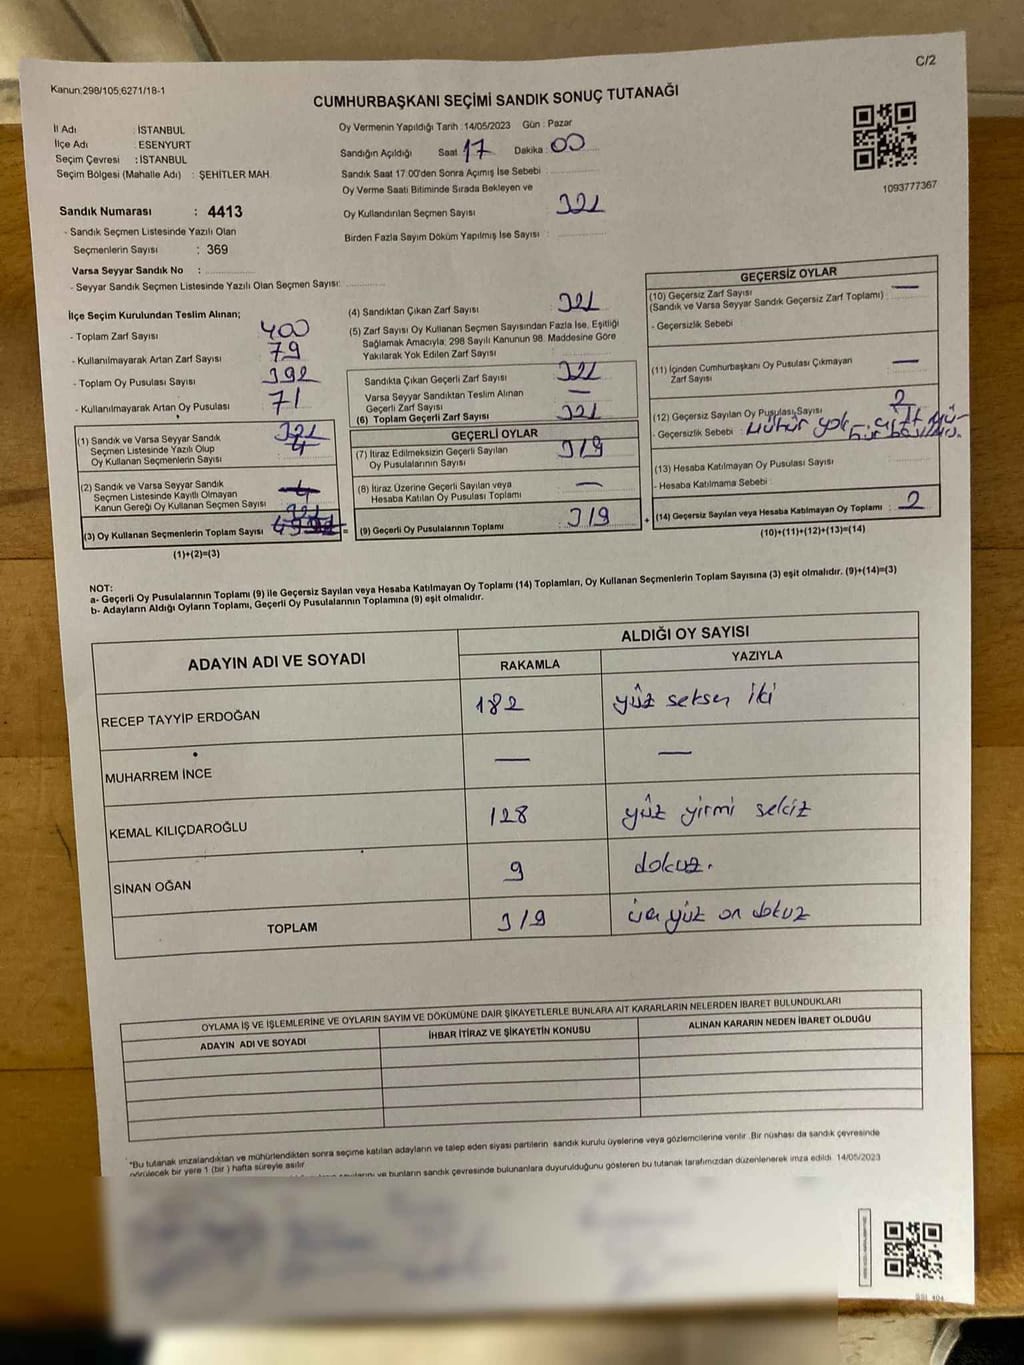 C/2
Kanun:298/105,6271/18-1
CUMHURBAŞKANI SEÇİMİ SANDIK SONUÇ TUTANAĞI
İl Adı : İSTANBUL
İlçe Adı : ESENYURT
Seçim Çevresi : İSTANBUL
Seçim Bölgesi (Mahalle Adı) : ŞEHİTLER MAH.
Sandık Numarası : 4413
- Sandık Seçmen Listesinde Yazılı Olan
Seçmenlerin Sayısı : 369
Varsa Seyyar Sandık No :
- Seyyar Sandık Seçmen Listesinde Yazılı Olan Seçmen Sayısı:
Oy Vermenin Yapıldığı Tarih : 14/05/2023 Gün : Pazar
Sandığın Açıldığı Saat 17 Dakika : 00
Sandık Saat 17.00'den Sonra Açımış İse Sebebi :
Oy Verme Saati Bitiminde Sırada Bekleyen ve
Oy Kullandırılan Seçmen Sayısı 321
Birden Fazla Sayım Döküm Yapılmış İse Sayısı :
1093777367
İlçe Seçim Kurulundan Teslim Alınan;
- Toplam Zarf Sayısı 400
- Kullanılmayarak Artan Zarf Sayısı 79
- Toplam Oy Pusulası Sayısı 392
- Kullanılmayarak Artan Oy Pusulası 71
(1) Sandık ve Varsa Seyyar Sandık
Seçmen Listesinde Yazılı Olup
Oy Kullanan Seçmenlerin Sayısı
(2) Sandık ve Varsa Seyyar Sandık
Seçmen Listesinde Kayıtlı Olmayan
Kanun Gereği Oy Kullanan Seçmen Sayısı
(3) Oy Kullanan Seçmenlerin Toplam Sayısı 321 =
(1)+(2)=(3)
(4) Sandıktan Çıkan Zarf Sayısı 321
(5) Zarf Sayısı Oy Kullanan Seçmen Sayısından Fazla İse, Eşitliği
Sağlamak Amacıyla; 298 Sayılı Kanunun 98. Maddesine Göre
Yakılarak Yok Edilen Zarf Sayısı :
Sandıkta Çıkan Geçerli Zarf Sayısı 321
Varsa Seyyar Sandıktan Teslim Alınan
Geçerli Zarf Sayısı —
(6) Toplam Geçerli Zarf Sayısı 321
GEÇERLİ OYLAR
(7) İtiraz Edilmeksizin Geçerli Sayılan
Oy Pusulalarının Sayısı 319
(8) İtiraz Üzerine Geçerli Sayılan veya
Hesaba Katılan Oy Pusulası Toplamı —
(9) Geçerli Oy Pusulalarının Toplamı : 319 +
GEÇERSİZ OYLAR
(10) Geçersiz Zarf Sayısı
(Sandık ve Varsa Seyyar Sandık Geçersiz Zarf Toplamı) : —
- Geçersizlik Sebebi :
(11) İçinden Cumhurbaşkanı Oy Pusulası Çıkmayan
Zarf Sayısı —
(12) Geçersiz Sayılan Oy Pusulası Sayısı 2
- Geçersizlik Sebebi : mühür yok
(13) Hesaba Katılmayan Oy Pusulası Sayısı
- Hesaba Katılmama Sebebi :
(14) Geçersiz Sayılan veya Hesaba Katılmayan Oy Toplamı : 2
(10)+(11)+(12)+(13)=(14)
NOT:
a- Geçerli Oy Pusulalarının Toplamı (9) ile Geçersiz Sayılan veya Hesaba Katılmayan Oy Toplamı (14) Toplamları, Oy Kullanan Seçmenlerin Toplam Sayısına (3) eşit olmalıdır. (9)+(14)=(3)
b- Adayların Aldığı Oyların Toplamı, Geçerli Oy Pusulalarının Toplamına (9) eşit olmalıdır.
ADAYIN ADI VE SOYADI
ALDIĞI OY SAYISI
RAKAMLA YAZIYLA
RECEP TAYYİP ERDOĞAN 182 yüz seksen iki
MUHARREM İNCE — —
KEMAL KILIÇDAROĞLU 128 yüz yirmi sekiz
SİNAN OĞAN 9 dokuz.
TOPLAM 319 üç yüz on dokuz
OYLAMA İŞ VE İŞLEMLERİNE VE OYLARIN SAYIM VE DÖKÜMÜNE DAİR ŞİKAYETLERLE BUNLARA AİT KARARLARIN NELERDEN İBARET BULUNDUKLARI
ADAYIN ADI VE SOYADI İHBAR İTİRAZ VE ŞİKAYETİN KONUSU ALINAN KARARIN NEDEN İBARET OLDUĞU
*Bu tutanak imzalandıktan ve mühürlendikten sonra seçime katılan adayların ve talep eden siyasi partilerin sandık kurulu üyelerine veya gözlemcilerine verilir. Bir nüshası da sandık çevresinde
görülecek bir yere 1 (bir) hafta süreyle asılır.
ve bunların sandık çevresinde bulunanlara duyurulduğunu gösteren bu tutanak tarafımızdan düzenlenerek imza edildi. 14/05/2023